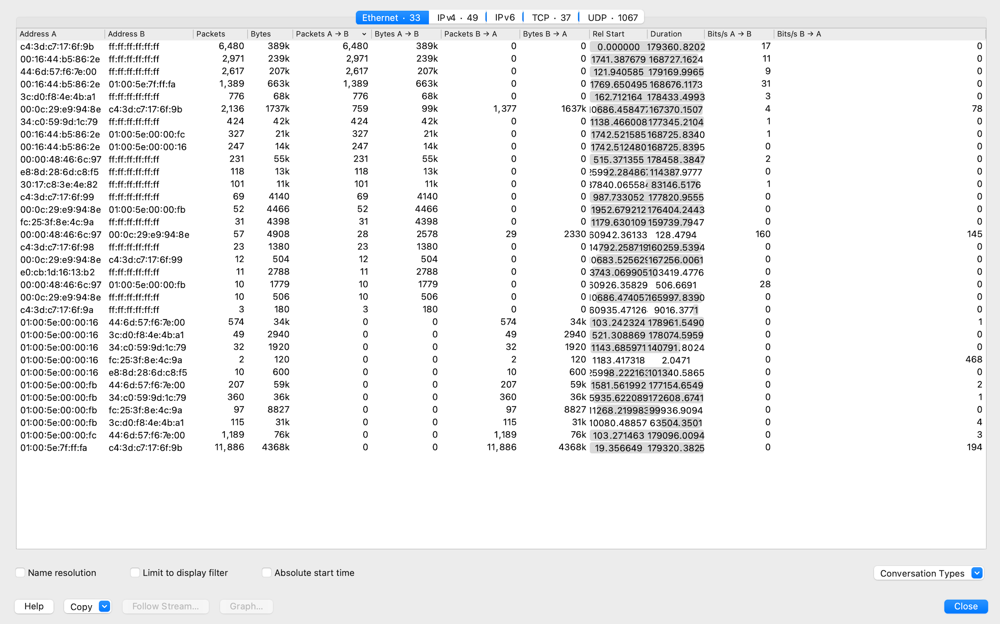 Ethernet · 33 IPv4 · 49 IPv6 TCP · 37 UDP · 1067
Address A Address B Packets Bytes Packets A → B Bytes A → B Packets B → A Bytes B → A Rel Start Duration Bits/s A → B Bits/s B → A
c4:3d:c7:17:6f:9b ff:ff:ff:ff:ff:ff 6,480 389k 6,480 389k 0 0 0.000000 179360.8202 17 0
00:16:44:b5:86:2e ff:ff:ff:ff:ff:ff 2,971 239k 2,971 239k 0 0 1741.387679 168727.1624 11 0
44:6d:57:f6:7e:00 ff:ff:ff:ff:ff:ff 2,617 207k 2,617 207k 0 0 121.940585 179169.9965 9 0
00:16:44:b5:86:2e 01:00:5e:7f:ff:fa 1,389 663k 1,389 663k 0 0 1769.650495 168676.1173 31 0
3c:d0:f8:4e:4b:a1 ff:ff:ff:ff:ff:ff 776 68k 776 68k 0 0 162.712164 178433.4993 3 0
00:0c:29:e9:94:8e c4:3d:c7:17:6f:9b 2,136 1737k 759 99k 1,377 1637k 10686.458477 167370.1507 4 78
34:c0:59:9d:1c:79 ff:ff:ff:ff:ff:ff 424 42k 424 42k 0 0 1138.466008 177345.2104 1 0
00:16:44:b5:86:2e 01:00:5e:00:00:fc 327 21k 327 21k 0 0 1742.521585 168725.8340 1 0
00:16:44:b5:86:2e 01:00:5e:00:00:16 247 14k 247 14k 0 0 1742.512480 168725.8395 0 0
00:00:48:46:6c:97 ff:ff:ff:ff:ff:ff 231 55k 231 55k 0 0 515.371355 178458.3847 2 0
e8:8d:28:6d:c8:f5 ff:ff:ff:ff:ff:ff 118 13k 118 13k 0 0 25992.284867 114387.9777 0 0
30:17:c8:3e:4e:82 ff:ff:ff:ff:ff:ff 101 11k 101 11k 0 0 37840.065584 83146.5176 1 0
c4:3d:c7:17:6f:99 ff:ff:ff:ff:ff:ff 69 4140 69 4140 0 0 987.733052 177820.9555 0 0
00:0c:29:e9:94:8e 01:00:5e:00:00:fb 52 4466 52 4466 0 0 1952.679212 176404.2443 0 0
fc:25:3f:8e:4c:9a ff:ff:ff:ff:ff:ff 31 4398 31 4398 0 0 1179.630109 159739.7947 0 0
00:00:48:46:6c:97 00:0c:29:e9:94:8e 57 4908 28 2578 29 2330 60942.36133 128.4794 160 145
c4:3d:c7:17:6f:98 ff:ff:ff:ff:ff:ff 23 1380 23 1380 0 0 14792.258719 160259.5394 0 0
00:0c:29:e9:94:8e c4:3d:c7:17:6f:99 12 504 12 504 0 0 10683.525629 167256.0061 0 0
e0:cb:1d:16:13:b2 ff:ff:ff:ff:ff:ff 11 2788 11 2788 0 0 3743.069905 103419.4776 0 0
00:00:48:46:6c:97 01:00:5e:00:00:fb 10 1779 10 1779 0 0 60926.35829 506.6691 28 0
00:0c:29:e9:94:8e ff:ff:ff:ff:ff:ff 10 506 10 506 0 0 10686.474057 165997.8390 0 0
c4:3d:c7:17:6f:9a ff:ff:ff:ff:ff:ff 3 180 3 180 0 0 60935.47126 9016.3771 0 0
01:00:5e:00:00:16 44:6d:57:f6:7e:00 574 34k 0 0 574 34k 103.242324 178961.5490 0 1
01:00:5e:00:00:16 3c:d0:f8:4e:4b:a1 49 2940 0 0 49 2940 521.308869 178074.5959 0 0
01:00:5e:00:00:16 34:c0:59:9d:1c:79 32 1920 0 0 32 1920 1143.685971 140791.8024 0 0
01:00:5e:00:00:16 fc:25:3f:8e:4c:9a 2 120 0 0 2 120 1183.417318 2.0471 0 468
01:00:5e:00:00:16 e8:8d:28:6d:c8:f5 10 600 0 0 10 600 25998.222163 101340.5865 0 0
01:00:5e:00:00:fb 44:6d:57:f6:7e:00 207 59k 0 0 207 59k 1581.561992 177154.6549 0 2
01:00:5e:00:00:fb 34:c0:59:9d:1c:79 360 36k 0 0 360 36k 5935.622089 172608.6741 0 1
01:00:5e:00:00:fb fc:25:3f:8e:4c:9a 97 8827 0 0 97 8827 11268.219983 99936.9094 0 0
01:00:5e:00:00:fb 3c:d0:f8:4e:4b:a1 115 31k 0 0 115 31k 10080.48857 63504.3501 0 4
01:00:5e:00:00:fc 44:6d:57:f6:7e:00 1,189 76k 0 0 1,189 76k 103.271463 179096.0094 0 3
01:00:5e:7f:ff:fa c4:3d:c7:17:6f:9b 11,886 4368k 0 0 11,886 4368k 19.356649 179320.3825 0 194
Name resolution Limit to display filter Absolute start time Conversation Types
Help Copy Follow Stream... Graph... Close